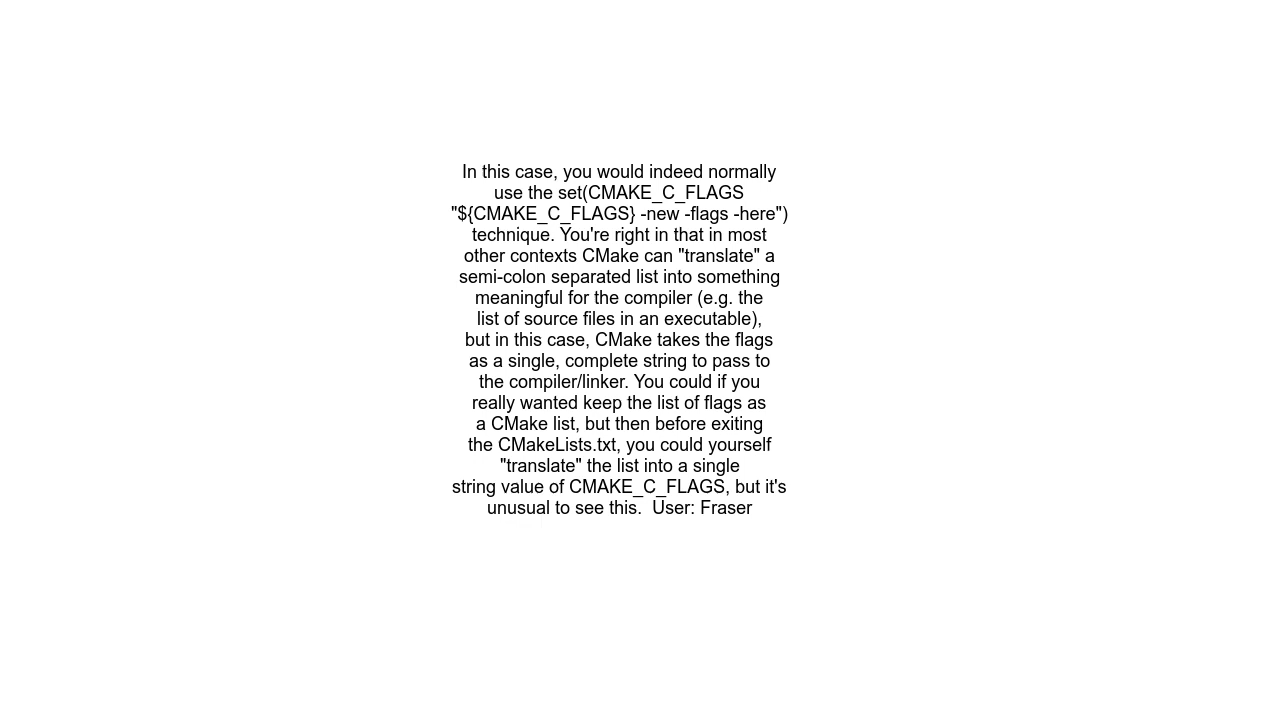 In this case, you would indeed normally
use the set(CMAKE_C_FLAGS
"${CMAKE_C_FLAGS} -new -flags -here")
technique. You're right in that in most
other contexts CMake can "translate" a
semi-colon separated list into something
meaningful for the compiler (e.g. the
list of source files in an executable),
but in this case, CMake takes the flags
as a single, complete string to pass to
the compiler/linker. You could if you
really wanted keep the list of flags as
a CMake list, but then before exiting
the CMakeLists.txt, you could yourself
"translate" the list into a single
string value of CMAKE_C_FLAGS, but it's
unusual to see this.  User: Fraser